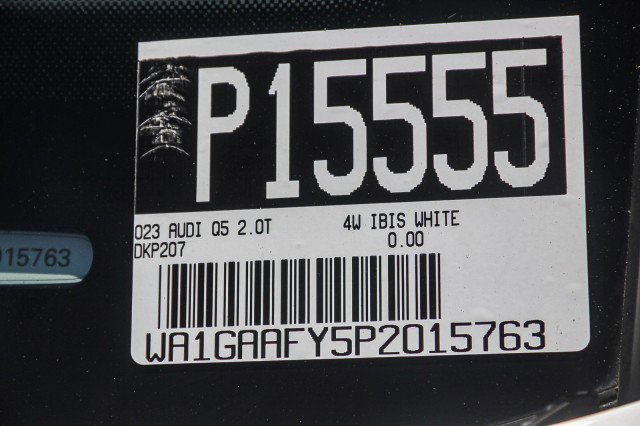 P15555
023 AUDI Q5 2.0T 4W IBIS WHITE
DKP207 0.00
WA1GAAFY5P2015763
015763